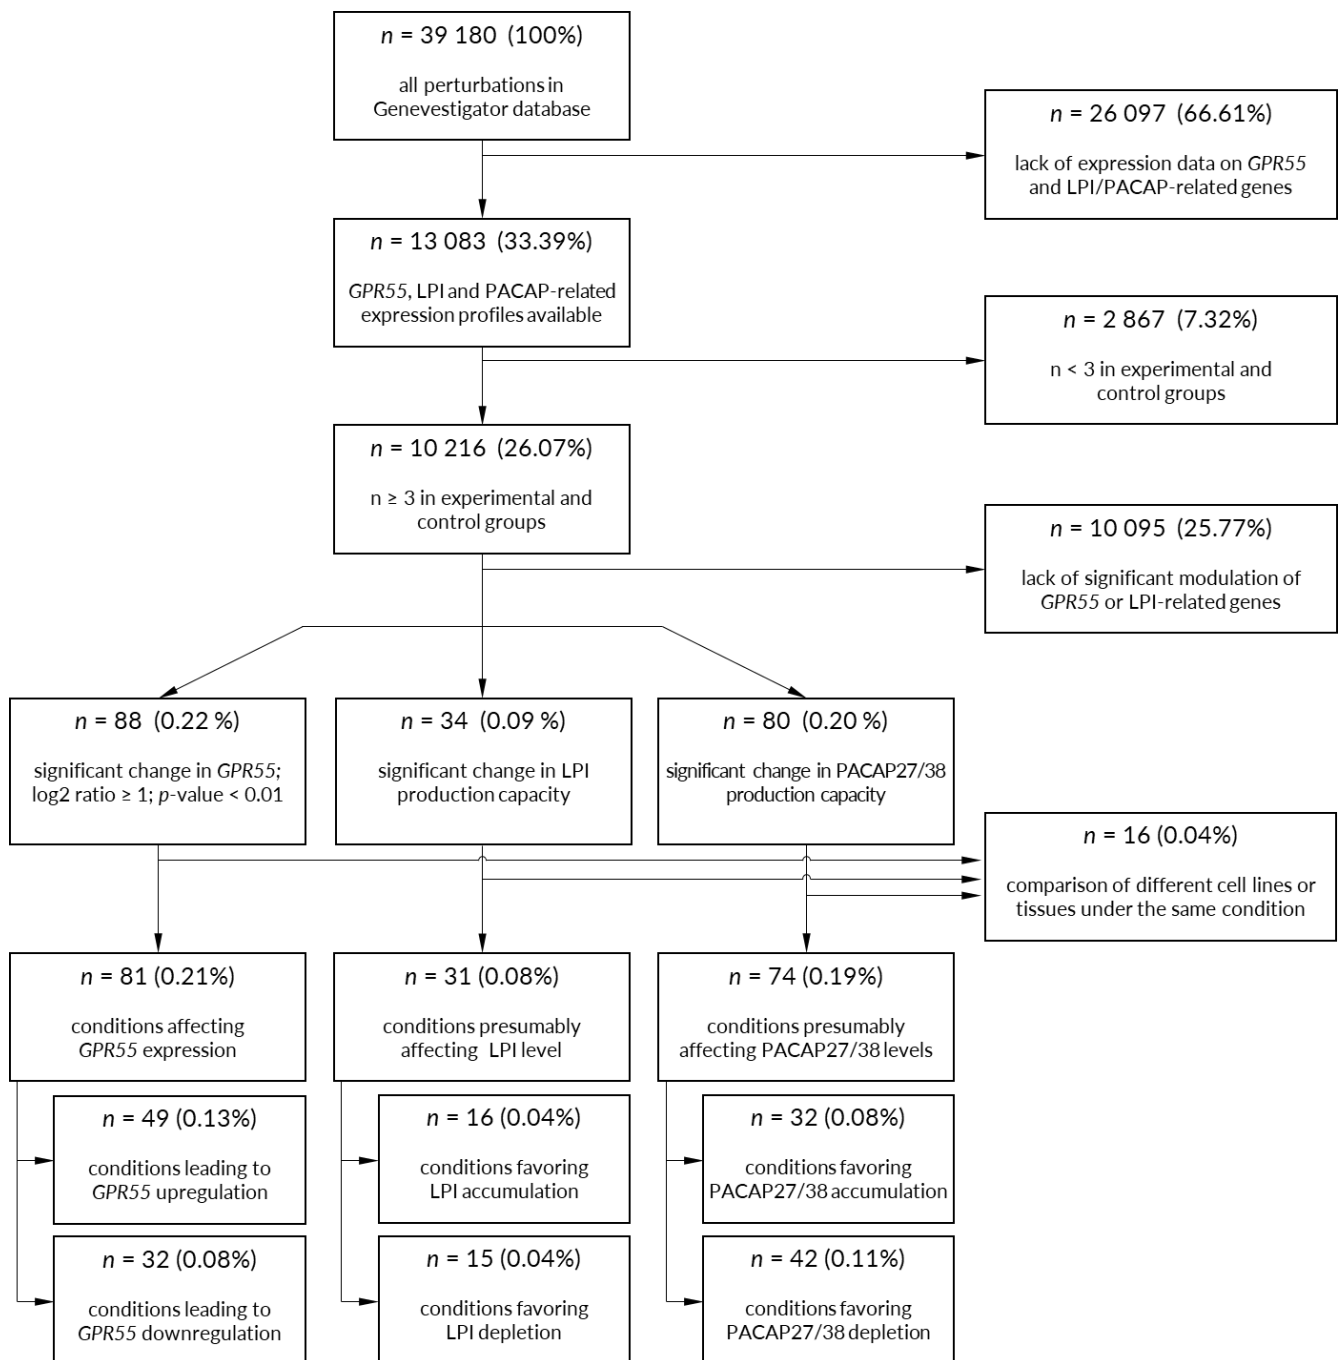 n = 39 180 (100%)
all perturbations in
Genevestigator database
n = 26 097 (66.61%)
lack of expression data on GPR55
and LPI/PACAP-related genes
n = 13 083 (33.39%)
GPR55, LPI and PACAP-related
expression profiles available
n = 2 867 (7.32%)
n < 3 in experimental and
control groups
n = 10 216 (26.07%)
n ≥ 3 in experimental and
control groups
n = 10 095 (25.77%)
lack of significant modulation of
GPR55 or LPI-related genes
n = 88 (0.22 %)
significant change in GPR55;
log2 ratio ≥ 1; p-value < 0.01
n = 34 (0.09 %)
significant change in LPI
production capacity
n = 80 (0.20 %)
significant change in PACAP27/38
production capacity
n = 16 (0.04%)
comparison of different cell lines or
tissues under the same condition
n = 81 (0.21%)
conditions affecting
GPR55 expression
n = 31 (0.08%)
conditions presumably
affecting LPI level
n = 74 (0.19%)
conditions presumably
affecting PACAP27/38 levels
n = 49 (0.13%)
conditions leading to
GPR55 upregulation
n = 16 (0.04%)
conditions favoring
LPI accumulation
n = 32 (0.08%)
conditions favoring
PACAP27/38 accumulation
n = 32 (0.08%)
conditions leading to
GPR55 downregulation
n = 15 (0.04%)
conditions favoring
LPI depletion
n = 42 (0.11%)
conditions favoring
PACAP27/38 depletion